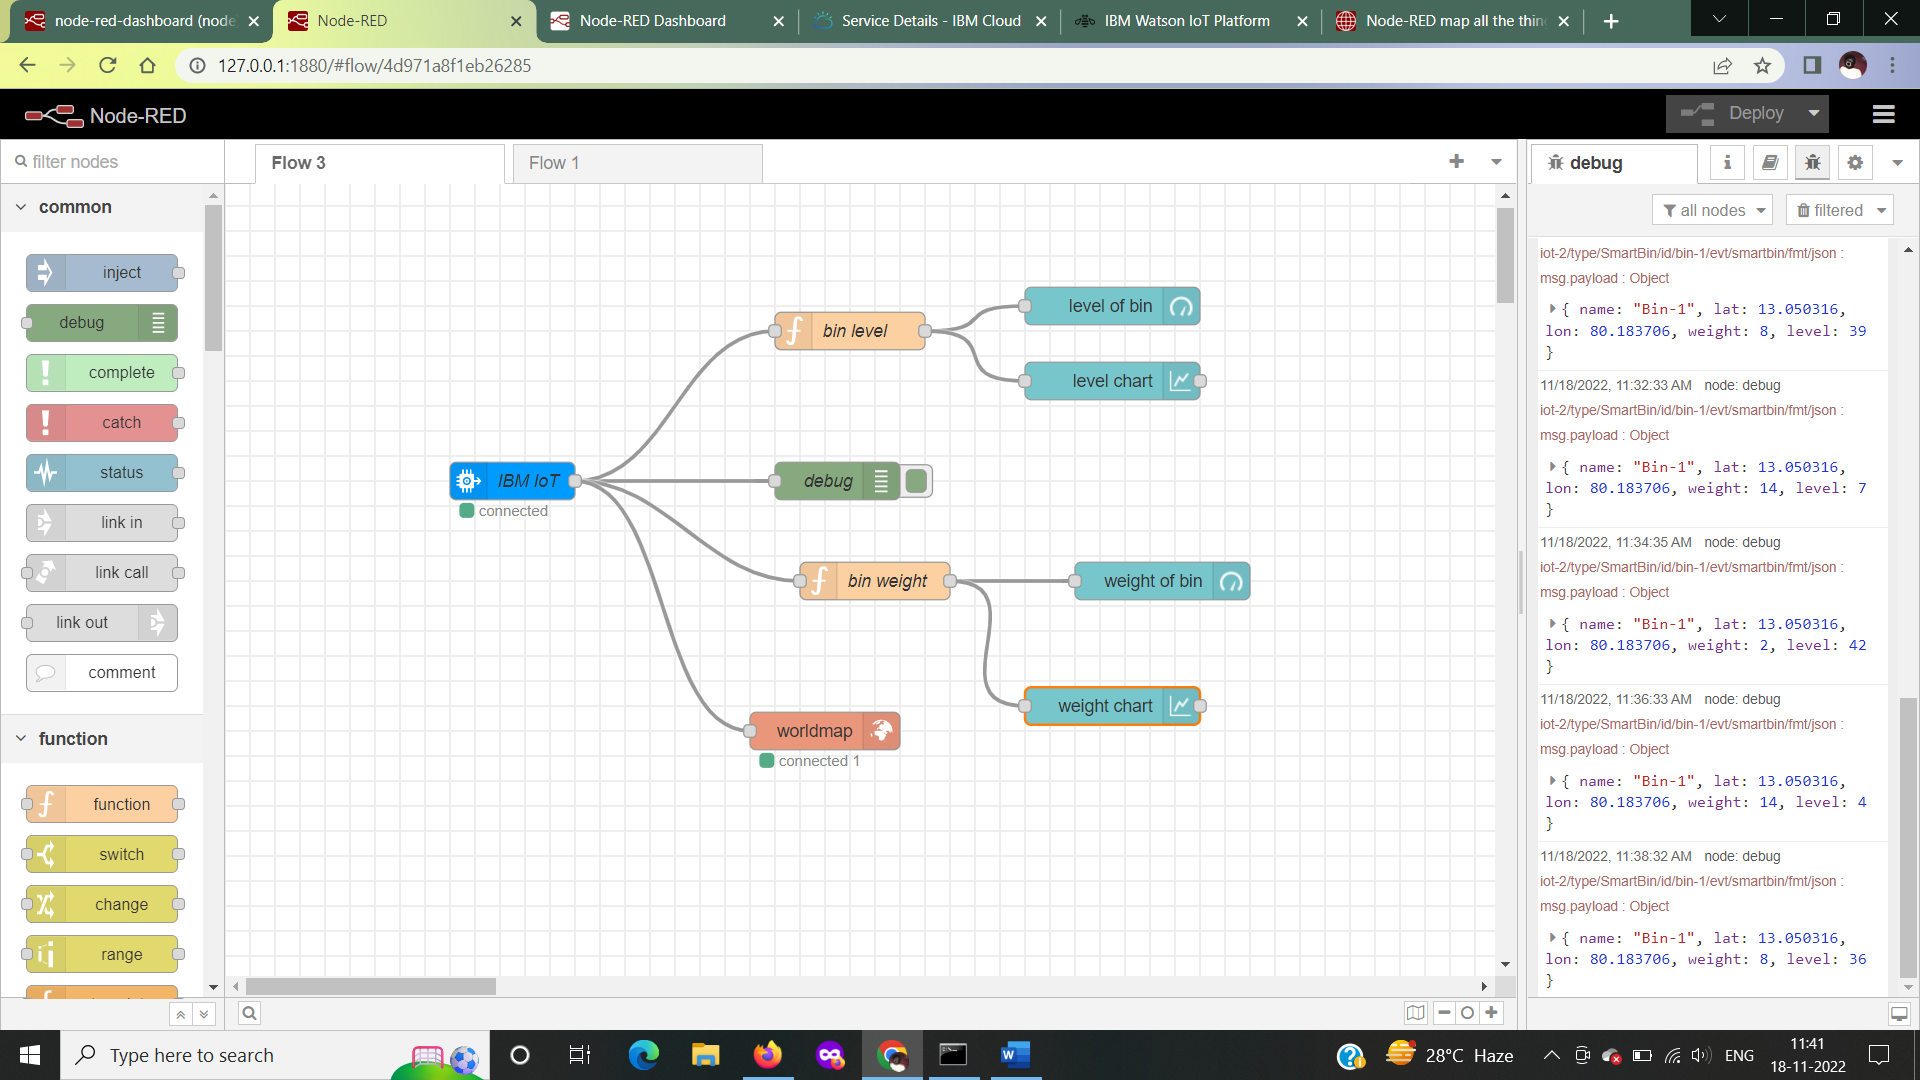 node-red-dashboard (node
Node-RED
Node-RED Dashboard
Service Details - IBM Cloud
IBM Watson IoT Platform
Node-RED map all the thin
127.0.0.1:1880/#flow/4d971a8f1eb26285
Node-RED
Deploy
filter nodes
Flow 3
Flow 1
debug
all nodes
filtered
common
inject
debug
complete
catch
status
link in
link call
link out
comment
function
function
switch
change
range
bin level
level of bin
level chart
IBM IoT
connected
debug
bin weight
weight of bin
weight chart
worldmap
connected 1
iot-2/type/SmartBin/id/bin-1/evt/smartbin/fmt/json :
msg.payload : Object
{ name: "Bin-1", lat: 13.050316,
lon: 80.183706, weight: 8, level: 39
}
11/18/2022, 11:32:33 AM node: debug
iot-2/type/SmartBin/id/bin-1/evt/smartbin/fmt/json :
msg.payload : Object
{ name: "Bin-1", lat: 13.050316,
lon: 80.183706, weight: 14, level: 7
}
11/18/2022, 11:34:35 AM node: debug
iot-2/type/SmartBin/id/bin-1/evt/smartbin/fmt/json :
msg.payload : Object
{ name: "Bin-1", lat: 13.050316,
lon: 80.183706, weight: 2, level: 42
}
11/18/2022, 11:36:33 AM node: debug
iot-2/type/SmartBin/id/bin-1/evt/smartbin/fmt/json :
msg.payload : Object
{ name: "Bin-1", lat: 13.050316,
lon: 80.183706, weight: 14, level: 4
}
11/18/2022, 11:38:32 AM node: debug
iot-2/type/SmartBin/id/bin-1/evt/smartbin/fmt/json :
msg.payload : Object
{ name: "Bin-1", lat: 13.050316,
lon: 80.183706, weight: 8, level: 36
}
Type here to search
28°C Haze
ENG
11:41
18-11-2022